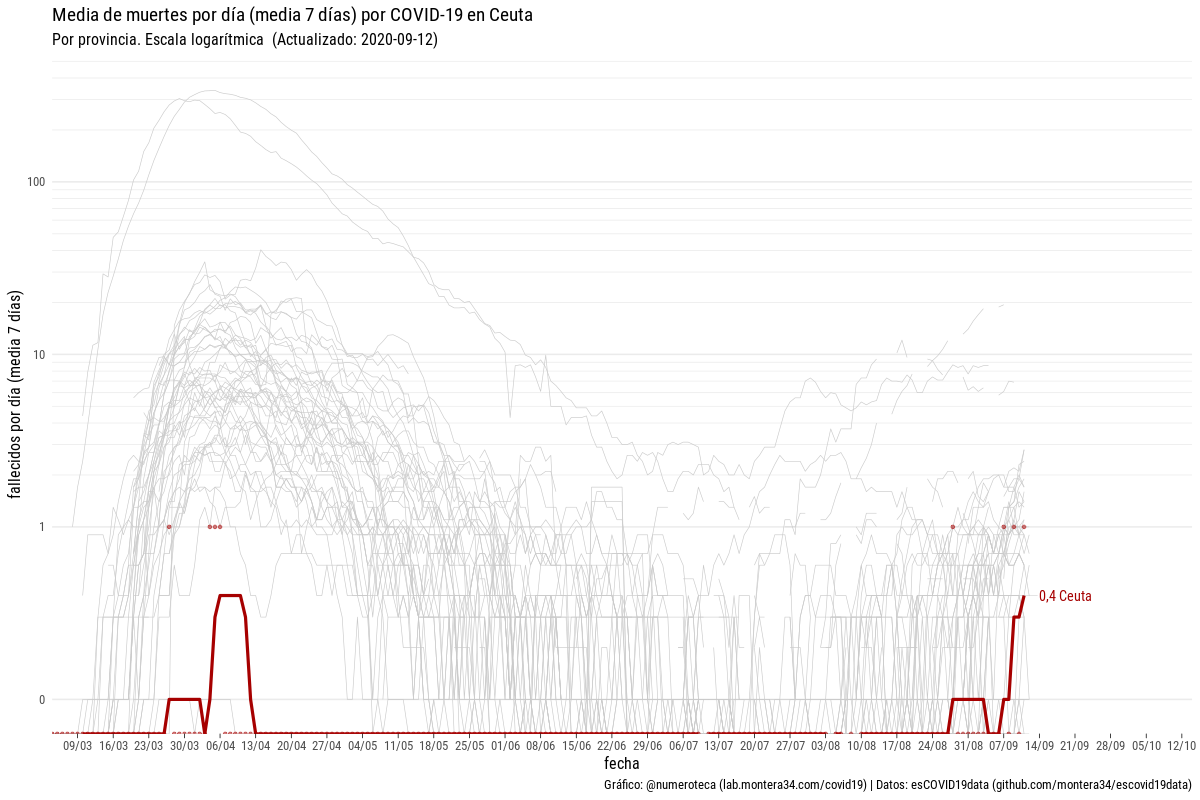 Media de muertes por día (media 7 días) por COVID-19 en Ceuta
Por provincia. Escala logarítmica (Actualizado: 2020-09-12)
fallecidos por día (media 7 días)
100
10
1
0
0,4 Ceuta
09/03 16/03 23/03 30/03 06/04 13/04 20/04 27/04 04/05 11/05 18/05 25/05 01/06 08/06 15/06 22/06 29/06 06/07 13/07 20/07 27/07 03/08 10/08 17/08 24/08 31/08 07/09 14/09 21/09 28/09 05/10 12/10
fecha
Gráfico: @numeroteca (lab.montera34.com/covid19) | Datos: esCOVID19data (github.com/montera34/escovid19data)